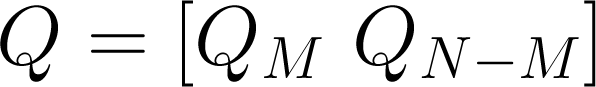 Q = [Q_M Q_{N-M}]